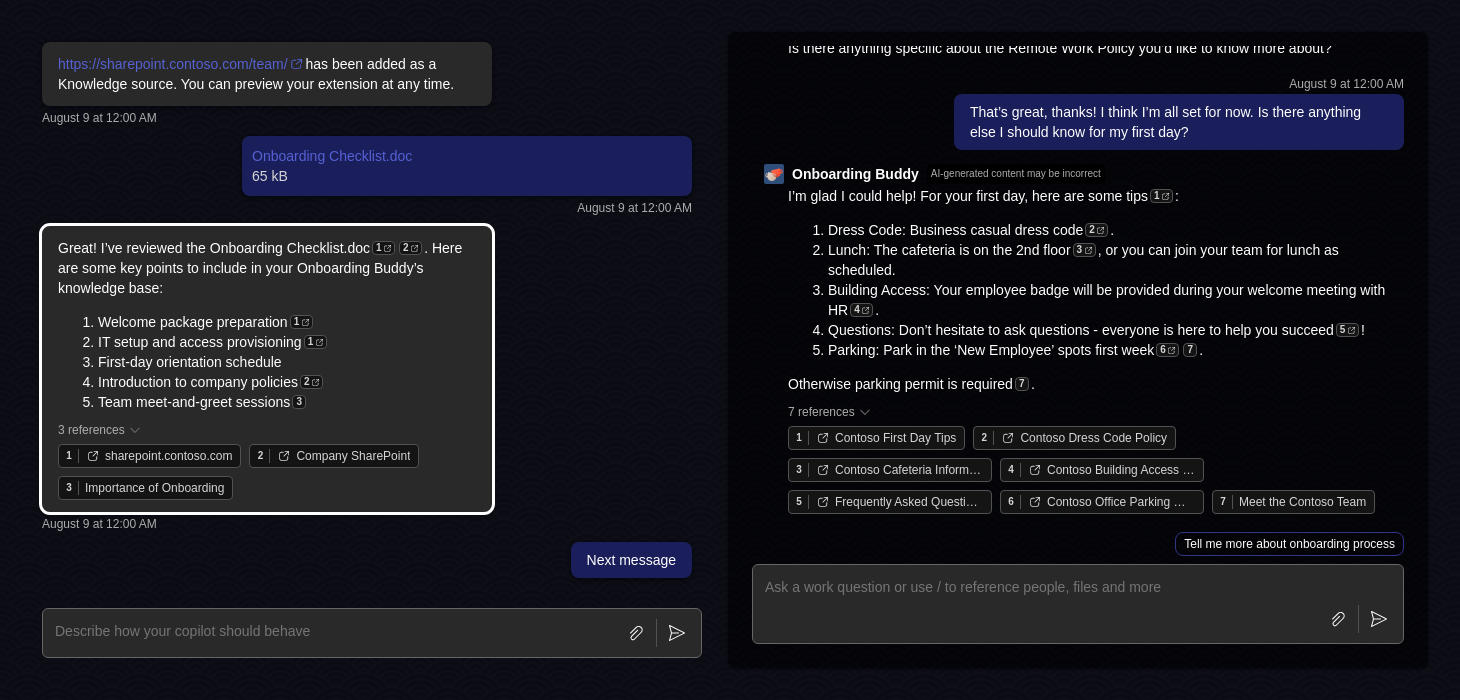 https://sharepoint.contoso.com/team/ has been added as a
Knowledge source. You can preview your extension at any time.
August 9 at 12:00 AM
Onboarding Checklist.doc
65 kB
August 9 at 12:00 AM
Great! I’ve reviewed the Onboarding Checklist.doc 1 2 . Here
are some key points to include in your Onboarding Buddy’s
knowledge base:
1. Welcome package preparation 1
2. IT setup and access provisioning 1
3. First-day orientation schedule
4. Introduction to company policies 2
5. Team meet-and-greet sessions 3
3 references
1 sharepoint.contoso.com
2 Company SharePoint
3 Importance of Onboarding
August 9 at 12:00 AM
Next message
Describe how your copilot should behave
Is there anything specific about the Remote Work Policy you’d like to know more about?
August 9 at 12:00 AM
That’s great, thanks! I think I’m all set for now. Is there anything
else I should know for my first day?
Onboarding Buddy AI-generated content may be incorrect
I’m glad I could help! For your first day, here are some tips 1 :
1. Dress Code: Business casual dress code 2 .
2. Lunch: The cafeteria is on the 2nd floor 3 , or you can join your team for lunch as
scheduled.
3. Building Access: Your employee badge will be provided during your welcome meeting with
HR 4 .
4. Questions: Don’t hesitate to ask questions - everyone is here to help you succeed 5 !
5. Parking: Park in the ‘New Employee’ spots first week 6 7 .
Otherwise parking permit is required 7 .
7 references
1 Contoso First Day Tips
2 Contoso Dress Code Policy
3 Contoso Cafeteria Inform…
4 Contoso Building Access …
5 Frequently Asked Questi…
6 Contoso Office Parking …
7 Meet the Contoso Team
Tell me more about onboarding process
Ask a work question or use / to reference people, files and more